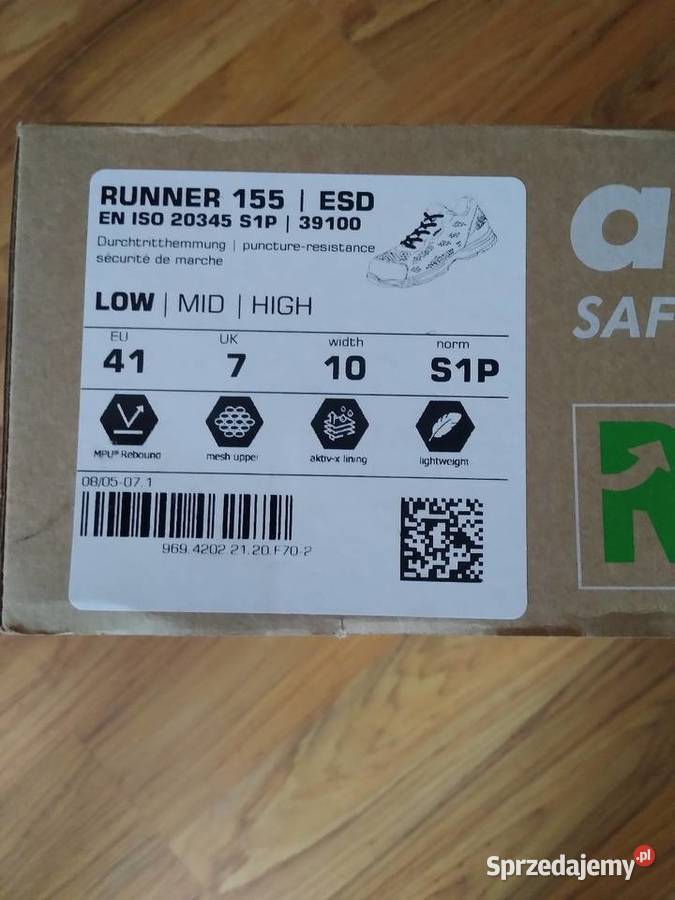 RUNNER 155 | ESD
EN ISO 20345 S1P | 39100
Durchtritthemmung | puncture-resistance
sécurité de marche
LOW | MID | HIGH
EU UK width norm
41 7 10 S1P
MPU® Rebound mesh upper aktiv-x lining lightweight
08/05-07.1
969.4202.21.20.F70-2
a
SAF
R
Sprzedajemy.pl